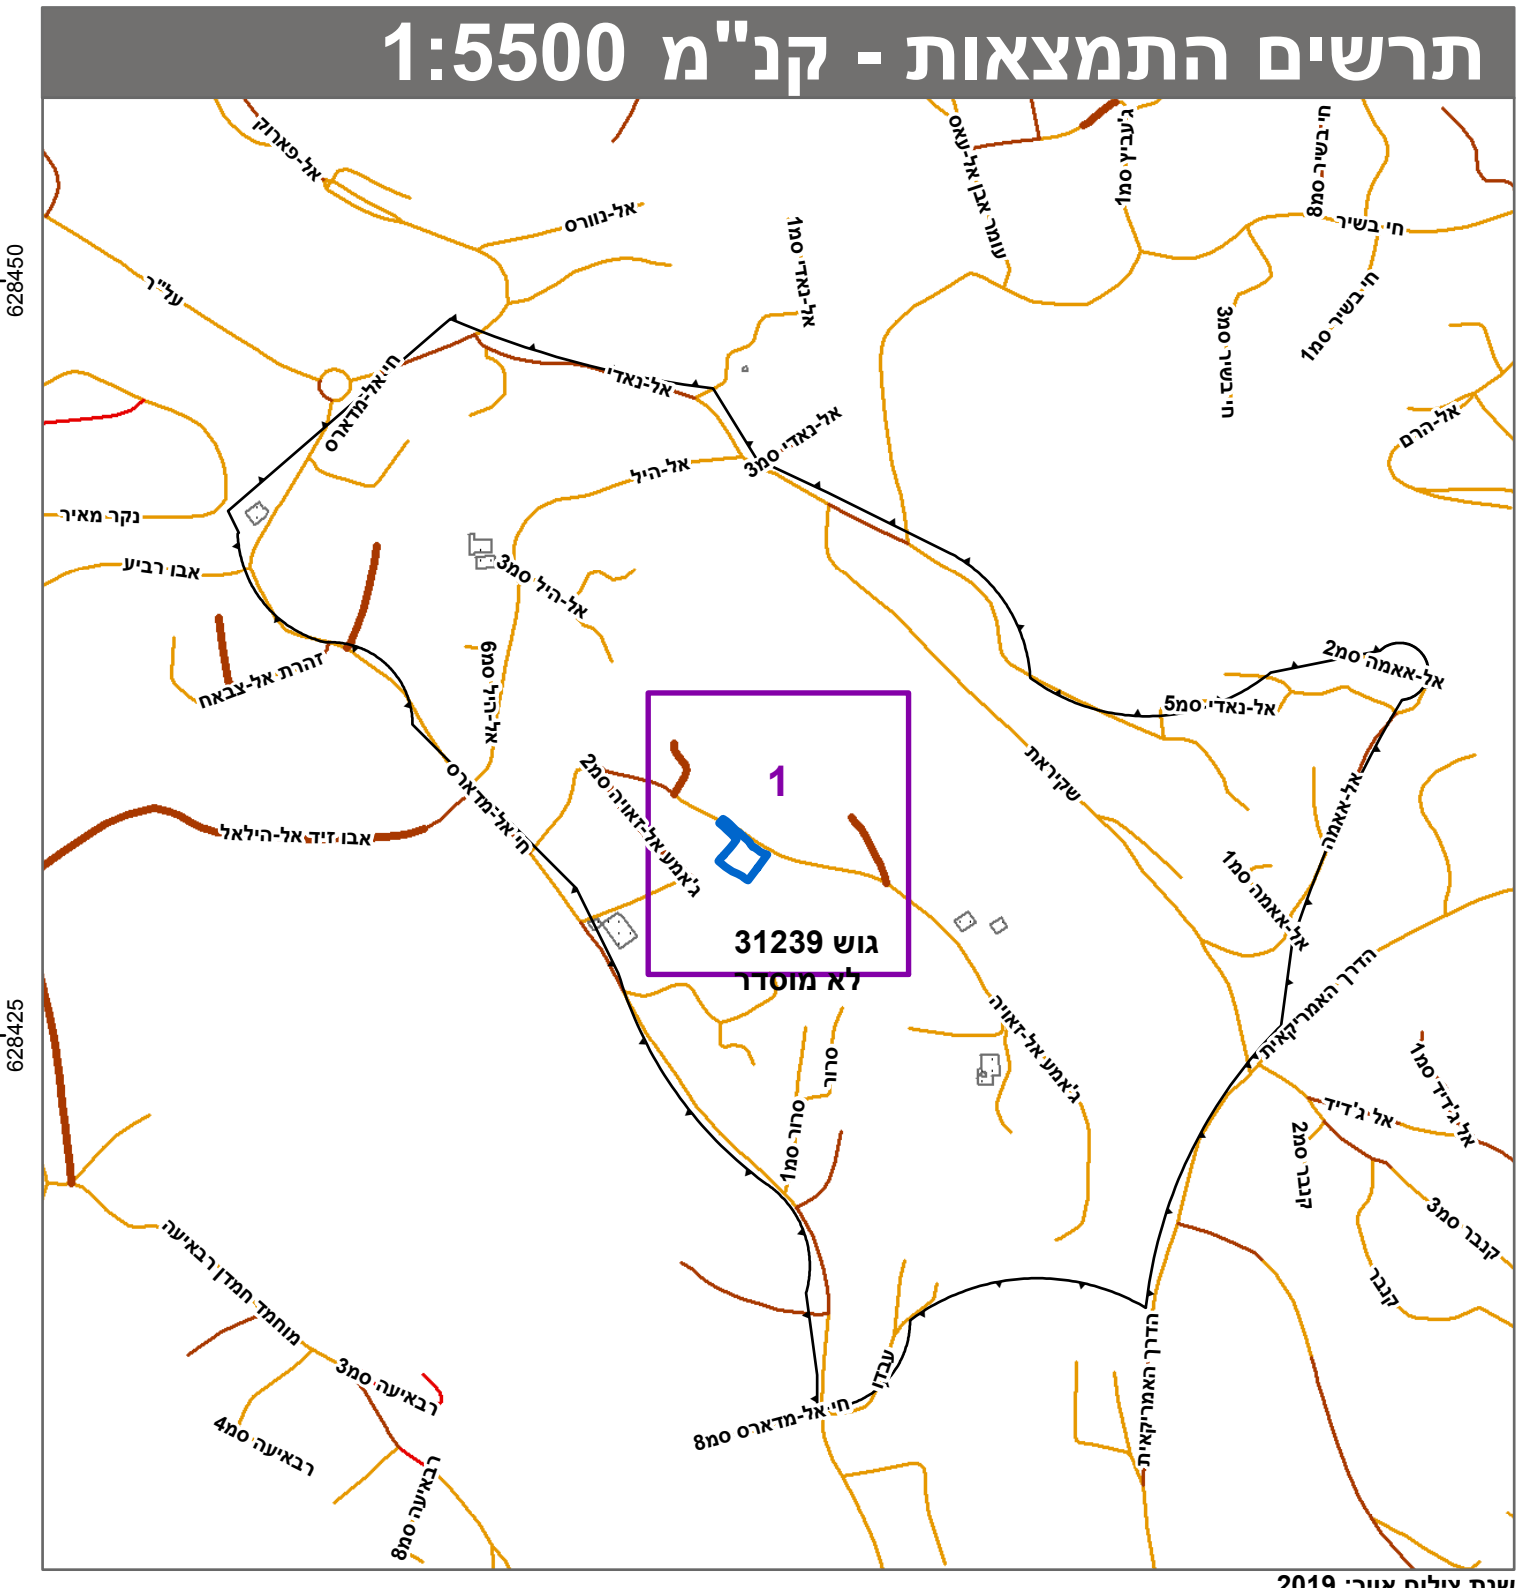 תרשים התמצאות - קנ"מ 1:5500
אל-פארוק
עומר אבן אל-עאס
ג'עביץ סמ1
חי בשיר סמ8
אל-נוורס
אל-נאדי סמ1
חי בשיר
628450
על"ר
חי בשיר סמ1
חי בשיר סמ3
חי אל-מדארס
אל-נאדי
אל-נאדי סמ3
אל-הרם
אל-היל
נקר מאיר
אבו רביע
אל-היל סמ3
זהרת אל-צבאח
אל-היל סמ6
אל-אאמה סמ2
אל-נאדי סמ5
שקיראת
1
ג'אמע אל-זאויה סמ2
חי אל-מדארס
אבו זיד אל-הילאל
אל-אאמה
אל-אאמה סמ1
גוש 31239
לא מוסדר
הדרך האמריקאית
628425
ג'אמע אל-זאויה
סרור
סרור סמ1
אל ג'דיד סמ1
אל ג'דיד
קנבר סמ2
קנבר סמ3
קנבר
מוחמד חמדן רבאיעה
רבאיעה סמ3
רבאיעה סמ4
רבאיעה סמ8
עבדו
חי אל-מדארס סמ8
הדרך האמריקאית
שנת צילום אוויר: 2019